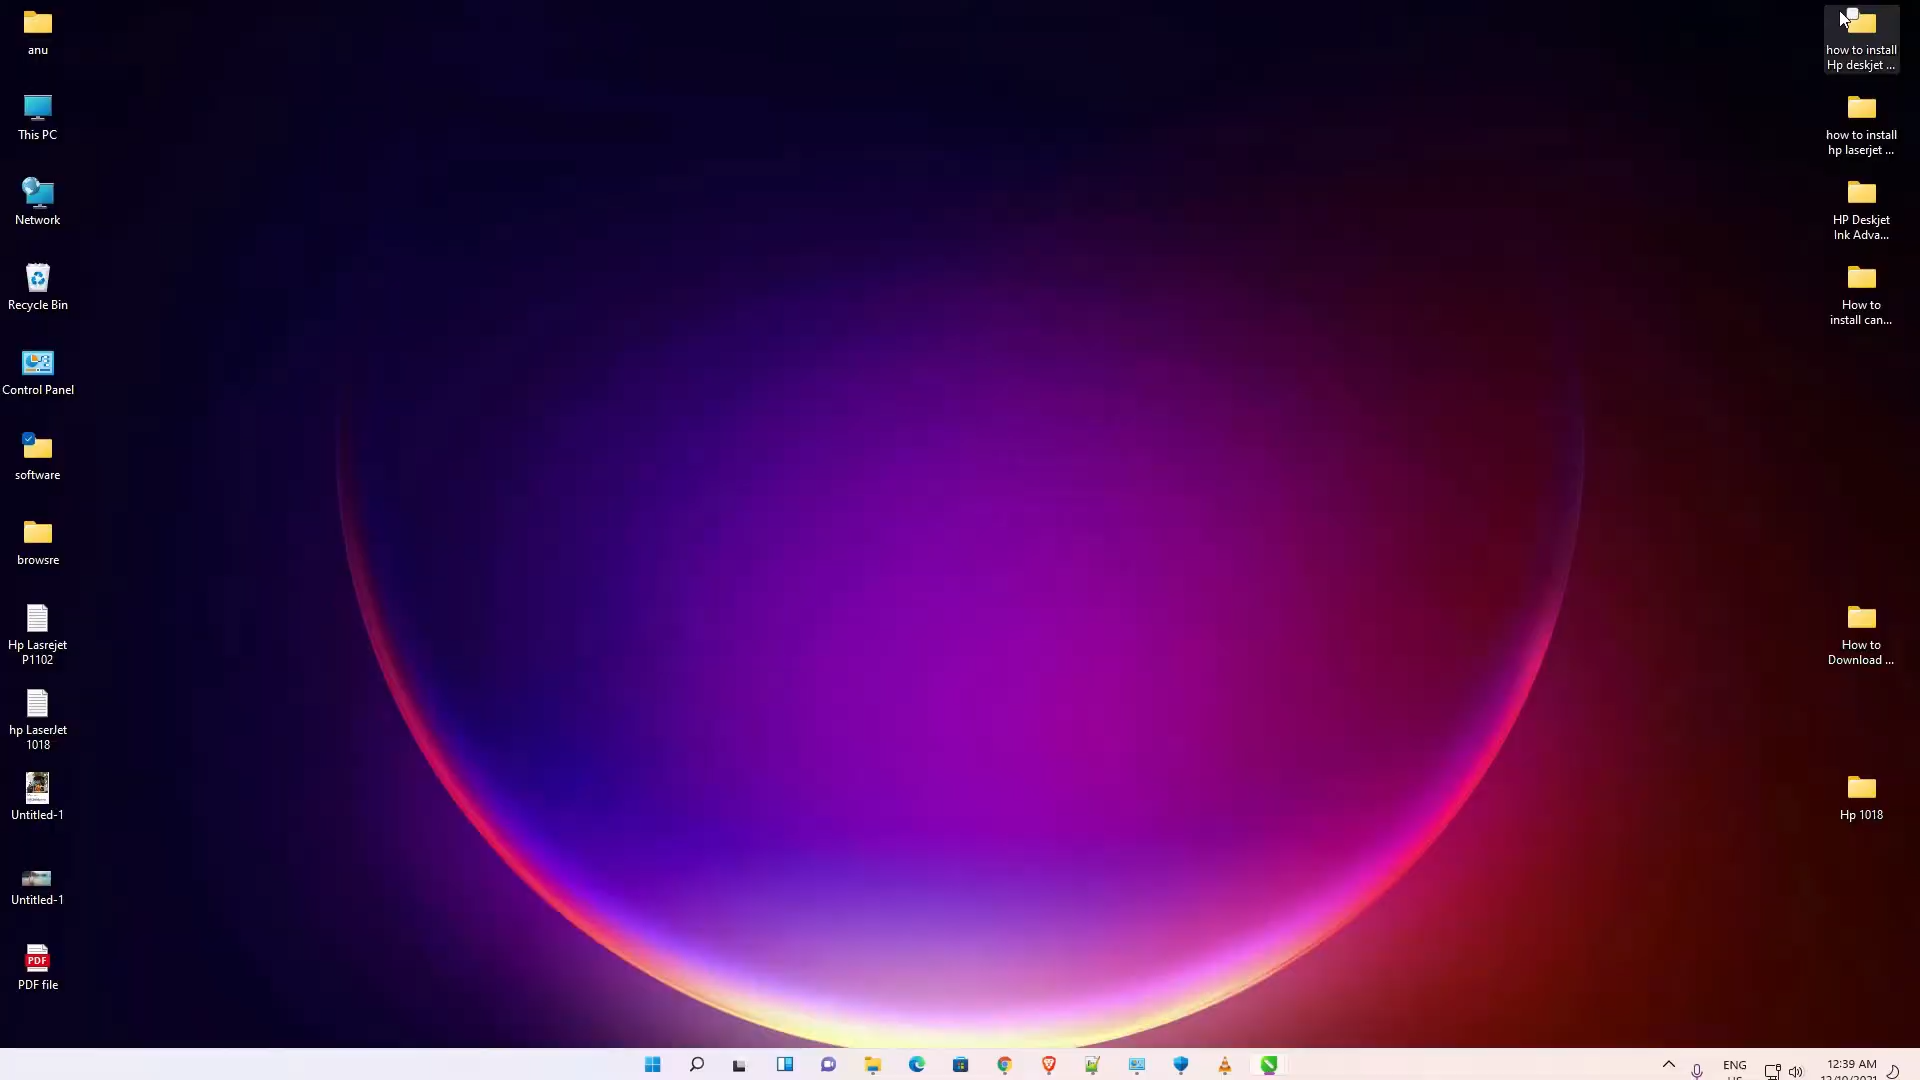 anu
This PC
Network
Recycle Bin
Control Panel
software
browsre
Hp Lasrejet
P1102
hp LaserJet
1018
Untitled-1
Untitled-1
PDF
PDF file
how to install
Hp deskjet ...
how to install
hp laserjet ...
HP Deskjet
Ink Adva...
How to
install can...
How to
Download ...
Hp 1018
ENG
12:39 AM